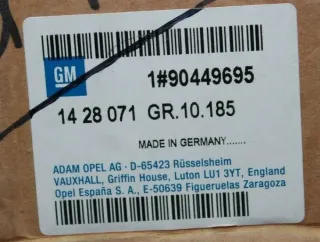 GM
1#90449695
14 28 071 GR.10.185
MADE IN GERMANY.......
ADAM OPEL AG · D-65423 Rüsselsheim
VAUXHALL, Griffin House, Luton LU1 3YT, England
Opel España S. A., E-50639 Figueruelas Zaragoza